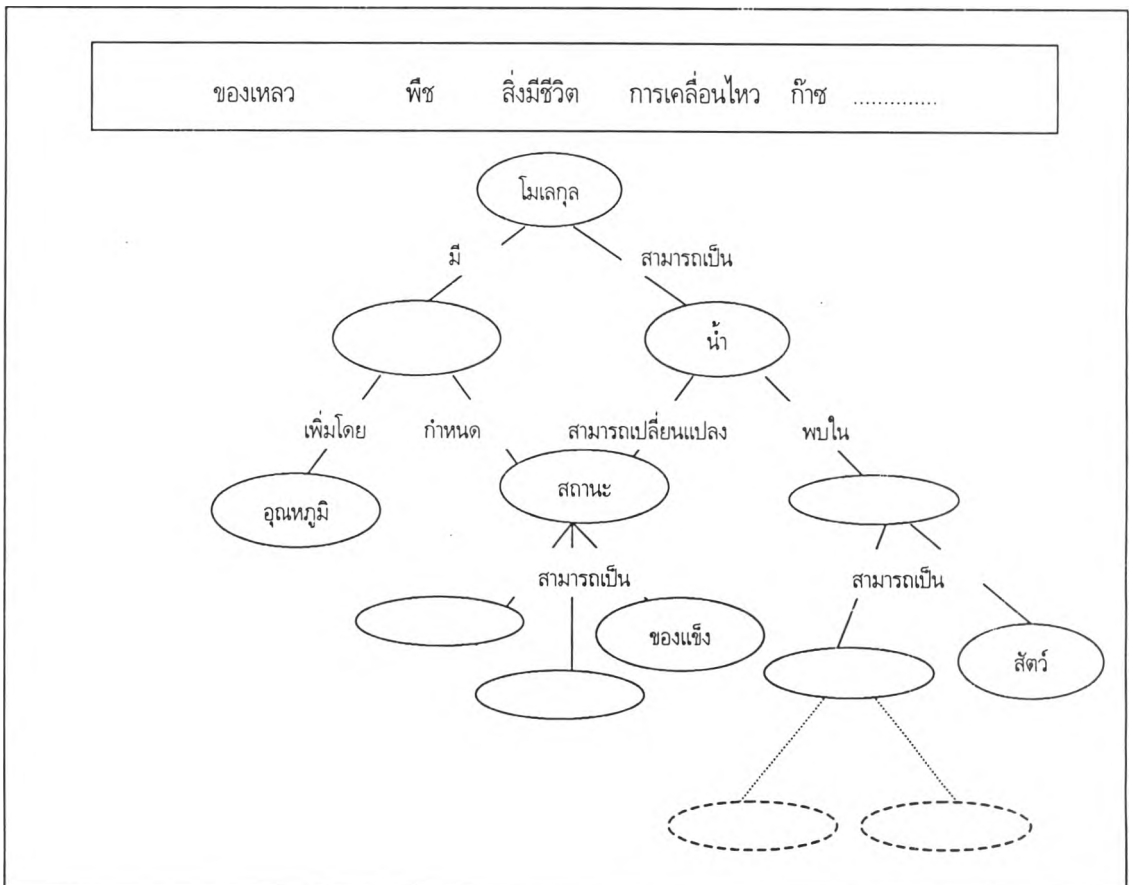 ของเหลว พืช สิ่งมีชีวิต การเคลื่อนไหว ก๊าซ ..............
โมเลกุล
มี สามารถเป็น
น้ำ
เพิ่มโดย กำหนด สามารถเปลี่ยนแปลง พบใน
สถานะ
อุณหภูมิ
สามารถเป็น สามารถเป็น
ของแข็ง
สัตว์